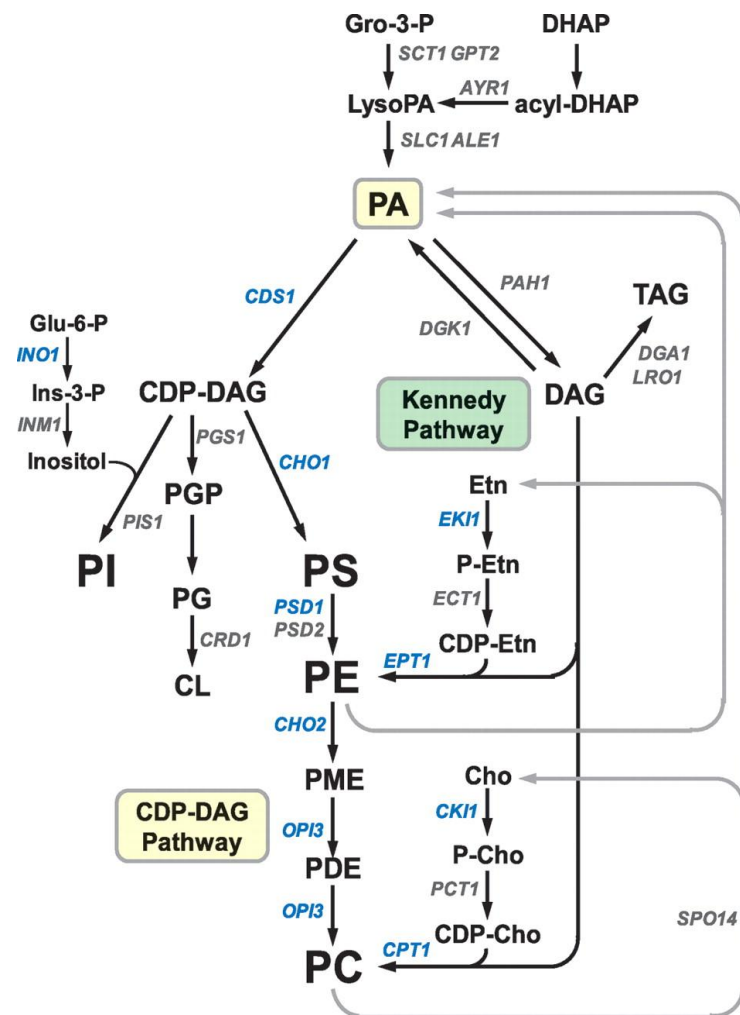 Gro-3-P
DHAP
SCT1 GPT2
AYR1
LysoPA
acyl-DHAP
SLC1 ALE1
PA
CDS1
PAH1
DGK1
TAG
DGA1
LRO1
Glu-6-P
INO1
Ins-3-P
INM1
Inositol
PIS1
PI
CDP-DAG
PGS1
PGP
PG
CRD1
CL
CHO1
PS
PSD1
PSD2
PE
Kennedy
Pathway
DAG
Etn
EKI1
P-Etn
ECT1
CDP-Etn
EPT1
CHO2
PME
OPI3
PDE
OPI3
PC
CDP-DAG
Pathway
Cho
CKI1
P-Cho
PCT1
CDP-Cho
CPT1
SPO14